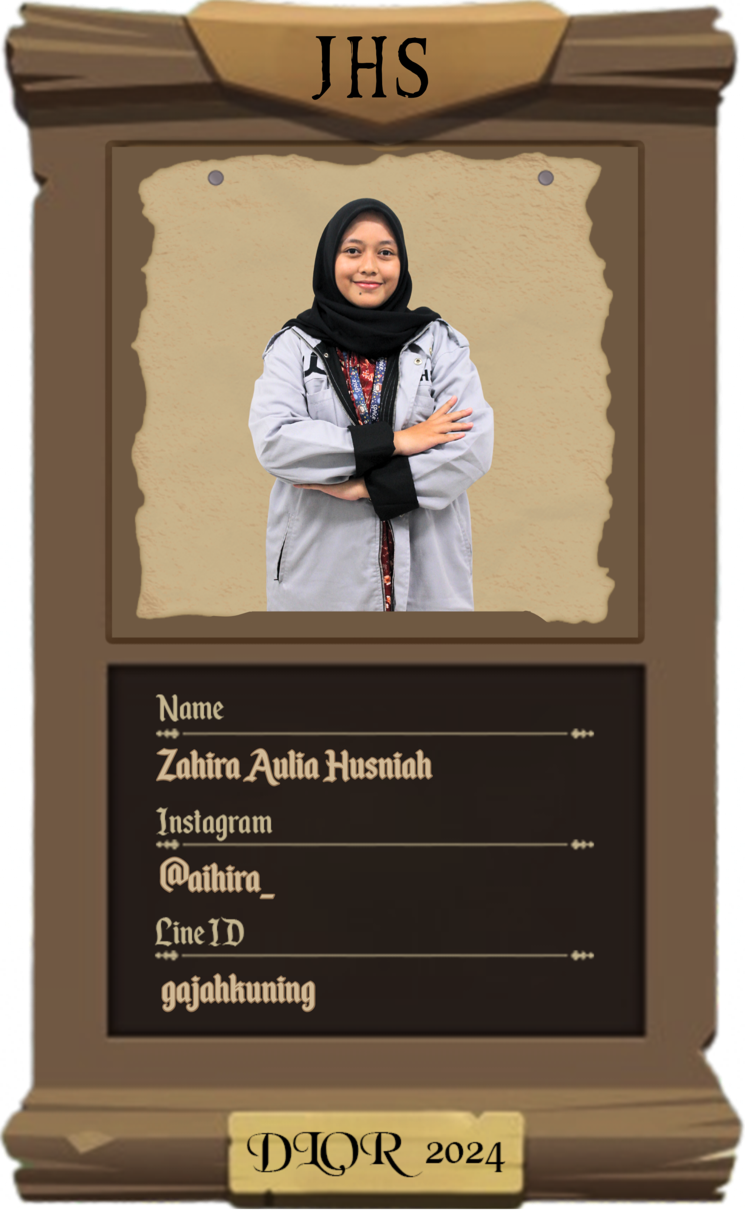 JHS
Name
Zahira Aulia Husniah
Instagram
@aihira_
Line ID
gajahkuning
DLOR 2024